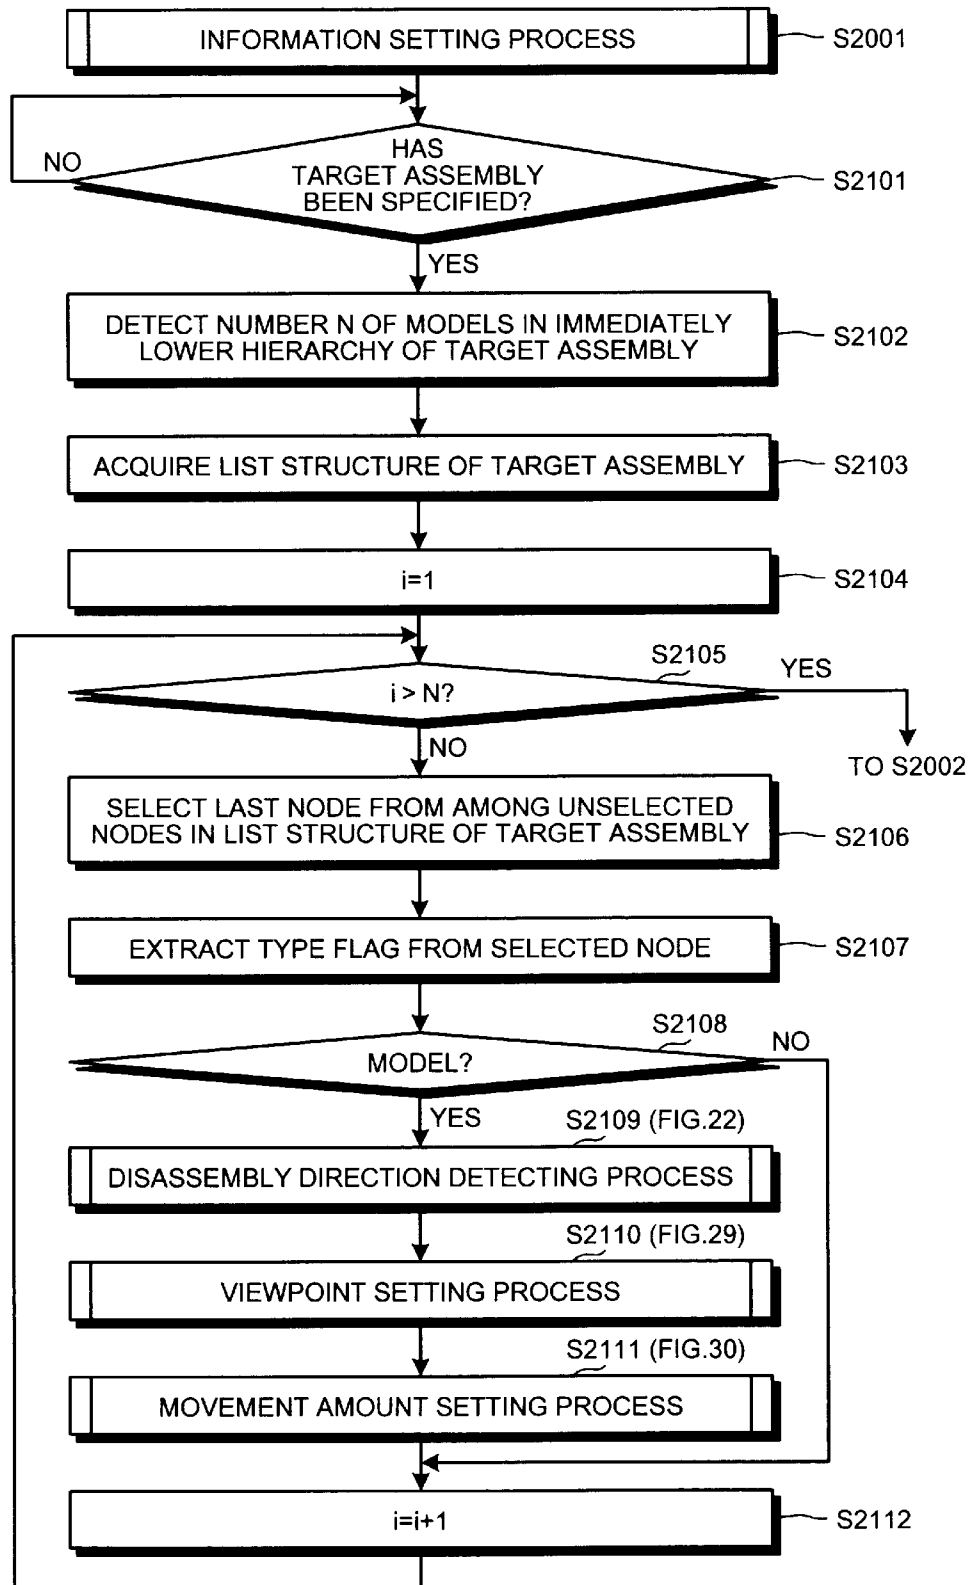 INFORMATION SETTING PROCESS
S2001
HAS
TARGET ASSEMBLY
BEEN SPECIFIED?
NO
S2101
YES
DETECT NUMBER N OF MODELS IN IMMEDIATELY
LOWER HIERARCHY OF TARGET ASSEMBLY
S2102
ACQUIRE LIST STRUCTURE OF TARGET ASSEMBLY
S2103
i=1
S2104
S2105
i > N?
YES
TO S2002
NO
SELECT LAST NODE FROM AMONG UNSELECTED
NODES IN LIST STRUCTURE OF TARGET ASSEMBLY
S2106
EXTRACT TYPE FLAG FROM SELECTED NODE
S2107
S2108
MODEL?
NO
YES
S2109 (FIG.22)
DISASSEMBLY DIRECTION DETECTING PROCESS
S2110 (FIG.29)
VIEWPOINT SETTING PROCESS
S2111 (FIG.30)
MOVEMENT AMOUNT SETTING PROCESS
i=i+1
S2112